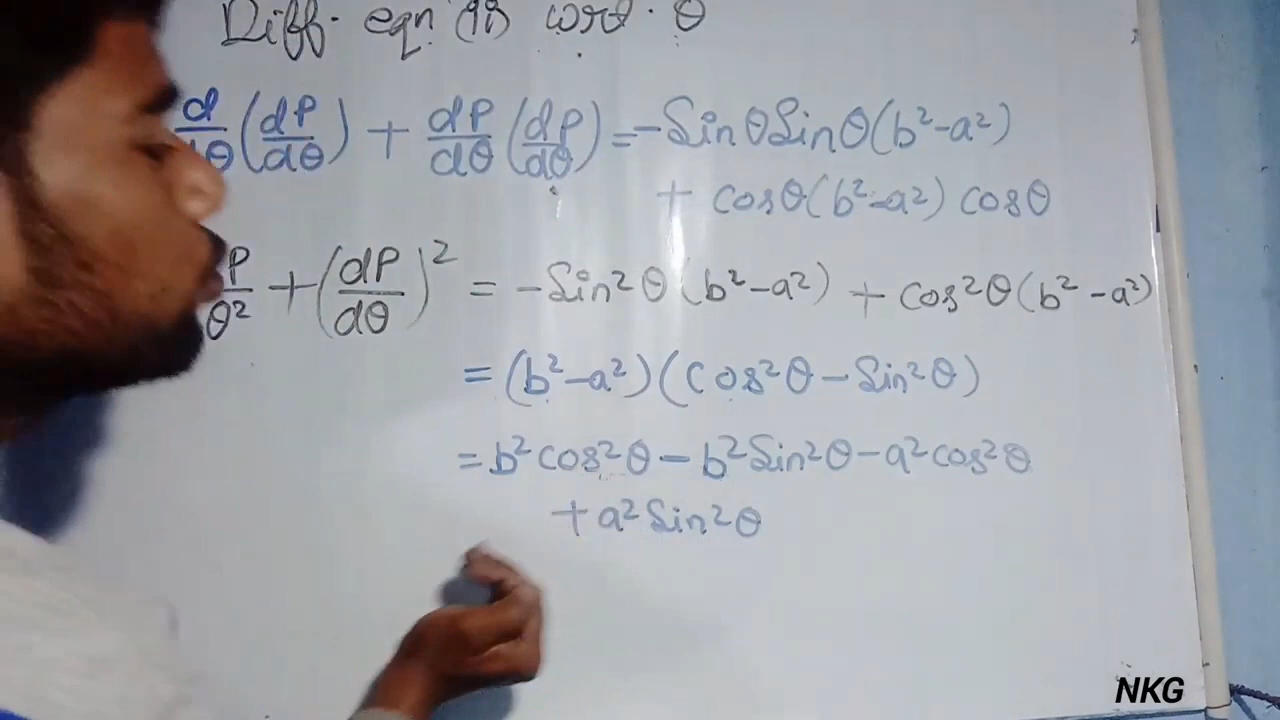 Diff. eqn (ii) w.r.t. θ
d/dθ(dP/dθ) + dP/dθ(dP/dθ) = -Sinθ Sinθ(b²-a²)
+ cosθ(b²-a²) cosθ
P/θ² + (dP/dθ)² = -Sin²θ(b²-a²) + cos²θ(b²-a²)
= (b²-a²)(cos²θ - Sin²θ)
= b²cos²θ - b²Sin²θ - a²cos²θ
+ a²Sin²θ
NKG